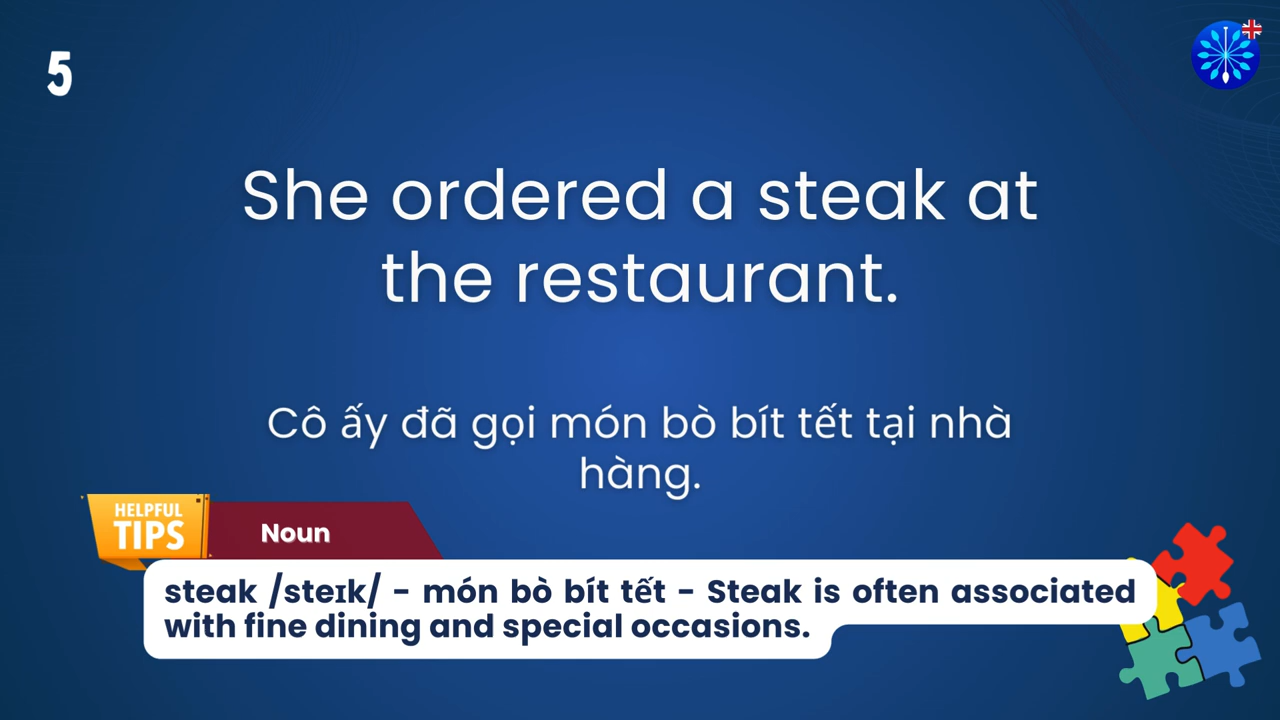 5
She ordered a steak at
the restaurant.
Cô ấy đã gọi món bò bít tết tại nhà
hàng.
HELPFUL
TIPS
Noun
steak /steɪk/ - món bò bít tết - Steak is often associated
with fine dining and special occasions.